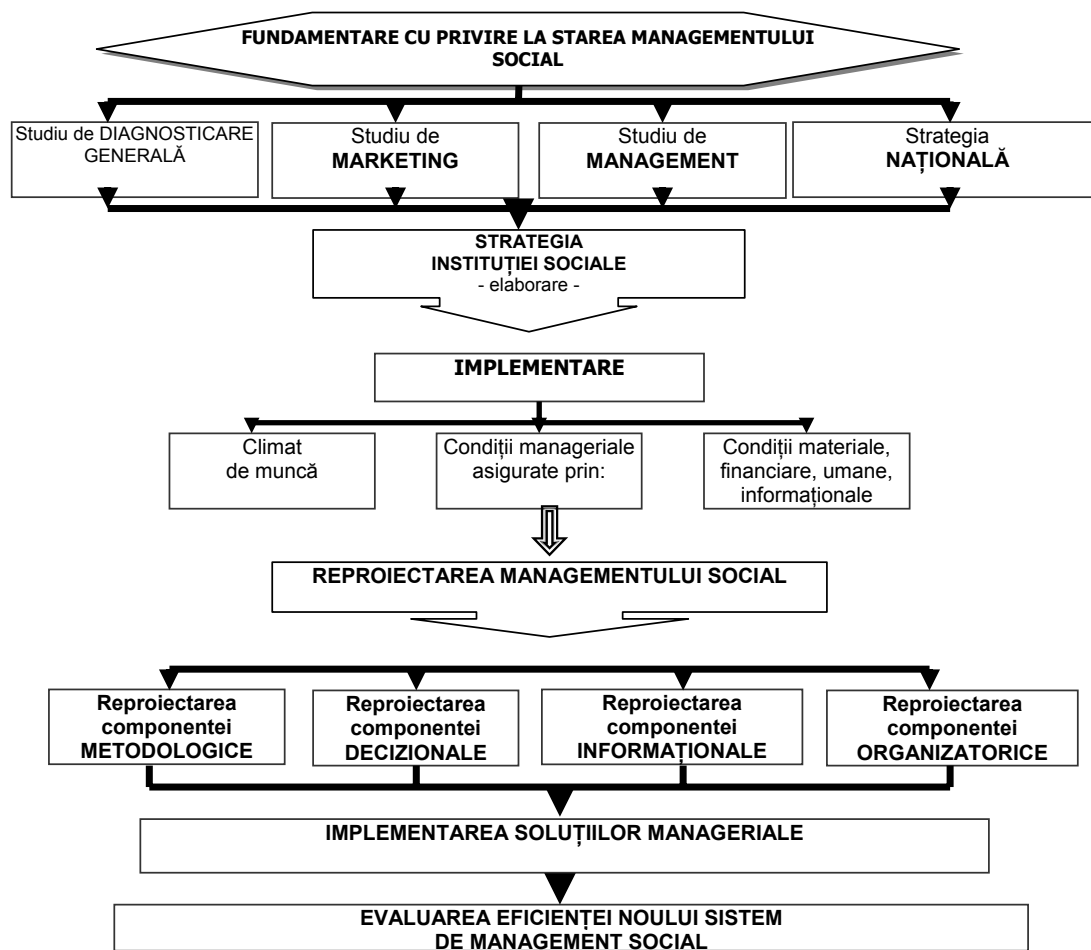 FUNDAMENTARE CU PRIVIRE LA STAREA MANAGEMENTULUI
SOCIAL
Studiu de DIAGNOSTICARE
GENERALĂ
Studiu de
MARKETING
Studiu de
MANAGEMENT
Strategia
NAȚIONALĂ
STRATEGIA
INSTITUȚIEI SOCIALE
- elaborare -
IMPLEMENTARE
Climat
de muncă
Condiții manageriale
asigurate prin:
Condiții materiale,
financiare, umane,
informaționale
REPROIECTAREA MANAGEMENTULUI SOCIAL
Reproiectarea
componentei
METODOLOGICE
Reproiectarea
componentei
DECIZIONALE
Reproiectarea
componentei
INFORMAȚIONALE
Reproiectarea
componentei
ORGANIZATORICE
IMPLEMENTAREA SOLUȚIILOR MANAGERIALE
EVALUAREA EFICIENȚEI NOULUI SISTEM
DE MANAGEMENT SOCIAL